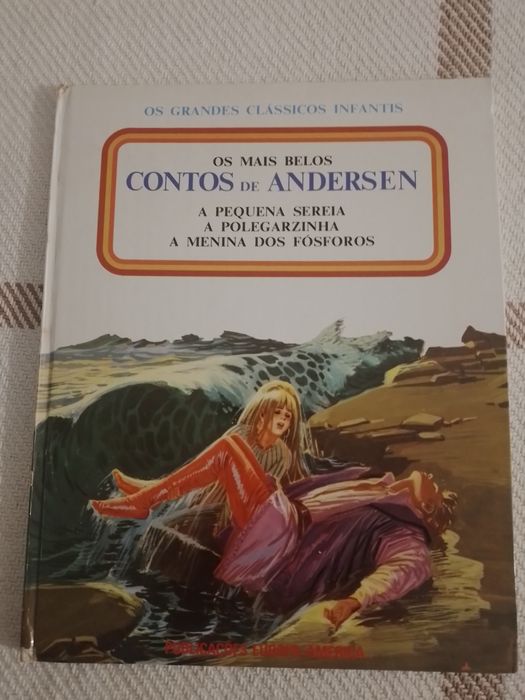 OS GRANDES CLÁSSICOS INFANTIS
OS MAIS BELOS
CONTOS DE ANDERSEN
A PEQUENA SEREIA
A POLEGARZINHA
A MENINA DOS FÓSFOROS
PUBLICAÇÕES EUROPA-AMÉRICA